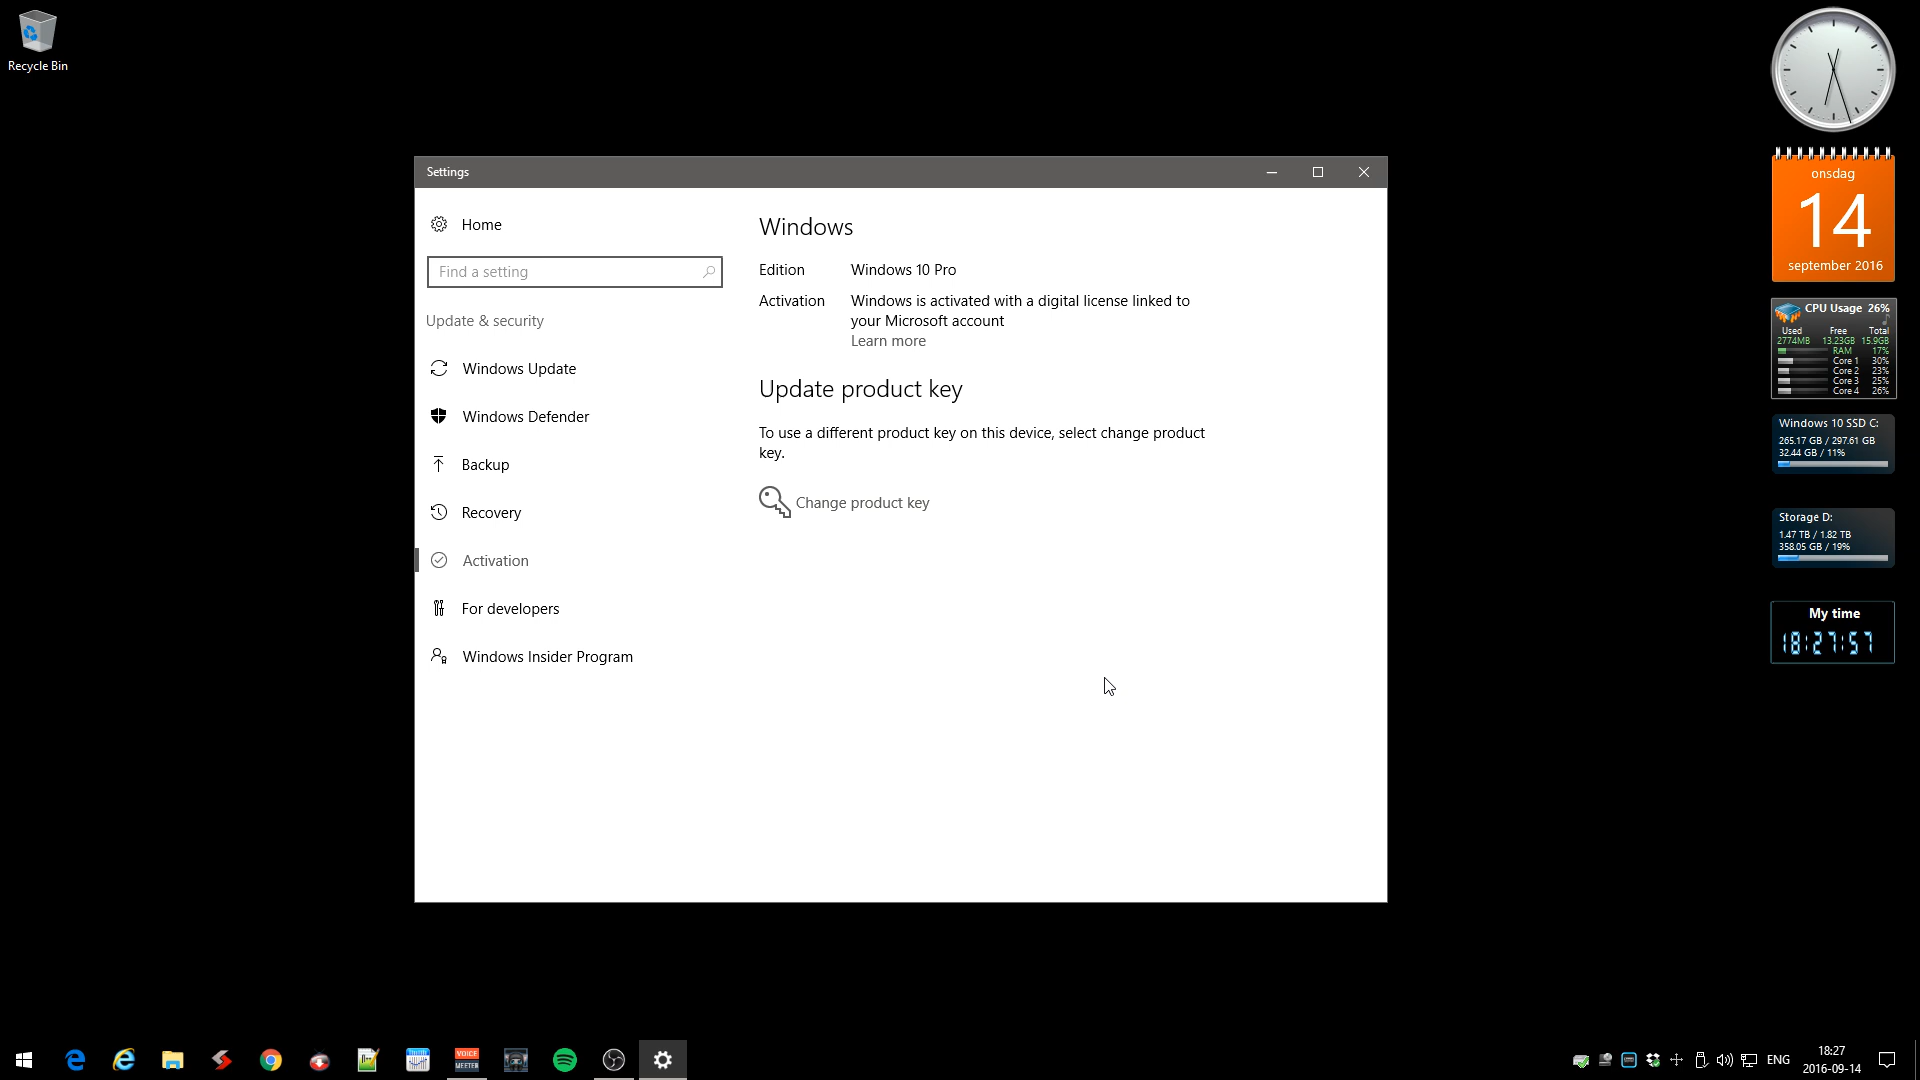 Recycle Bin
Settings
Home
Find a setting
Update & security
Windows Update
Windows Defender
Backup
Recovery
Activation
For developers
Windows Insider Program
Windows
Edition Windows 10 Pro
Activation Windows is activated with a digital license linked to
your Microsoft account
Learn more
Update product key
To use a different product key on this device, select change product
key.
Change product key
onsdag
14
september 2016
CPU Usage 26%
Used Free Total
2774MB 13.23GB 15.9GB
RAM 17%
Core 1 30%
Core 2 23%
Core 3 25%
Core 4 26%
Windows 10 SSD C:
265.17 GB / 297.61 GB
32.44 GB / 11%
Storage D:
1.47 TB / 1.82 TB
358.05 GB / 19%
My time
18:27:57
VOICE
MEETER
ENG
18:27
2016-09-14